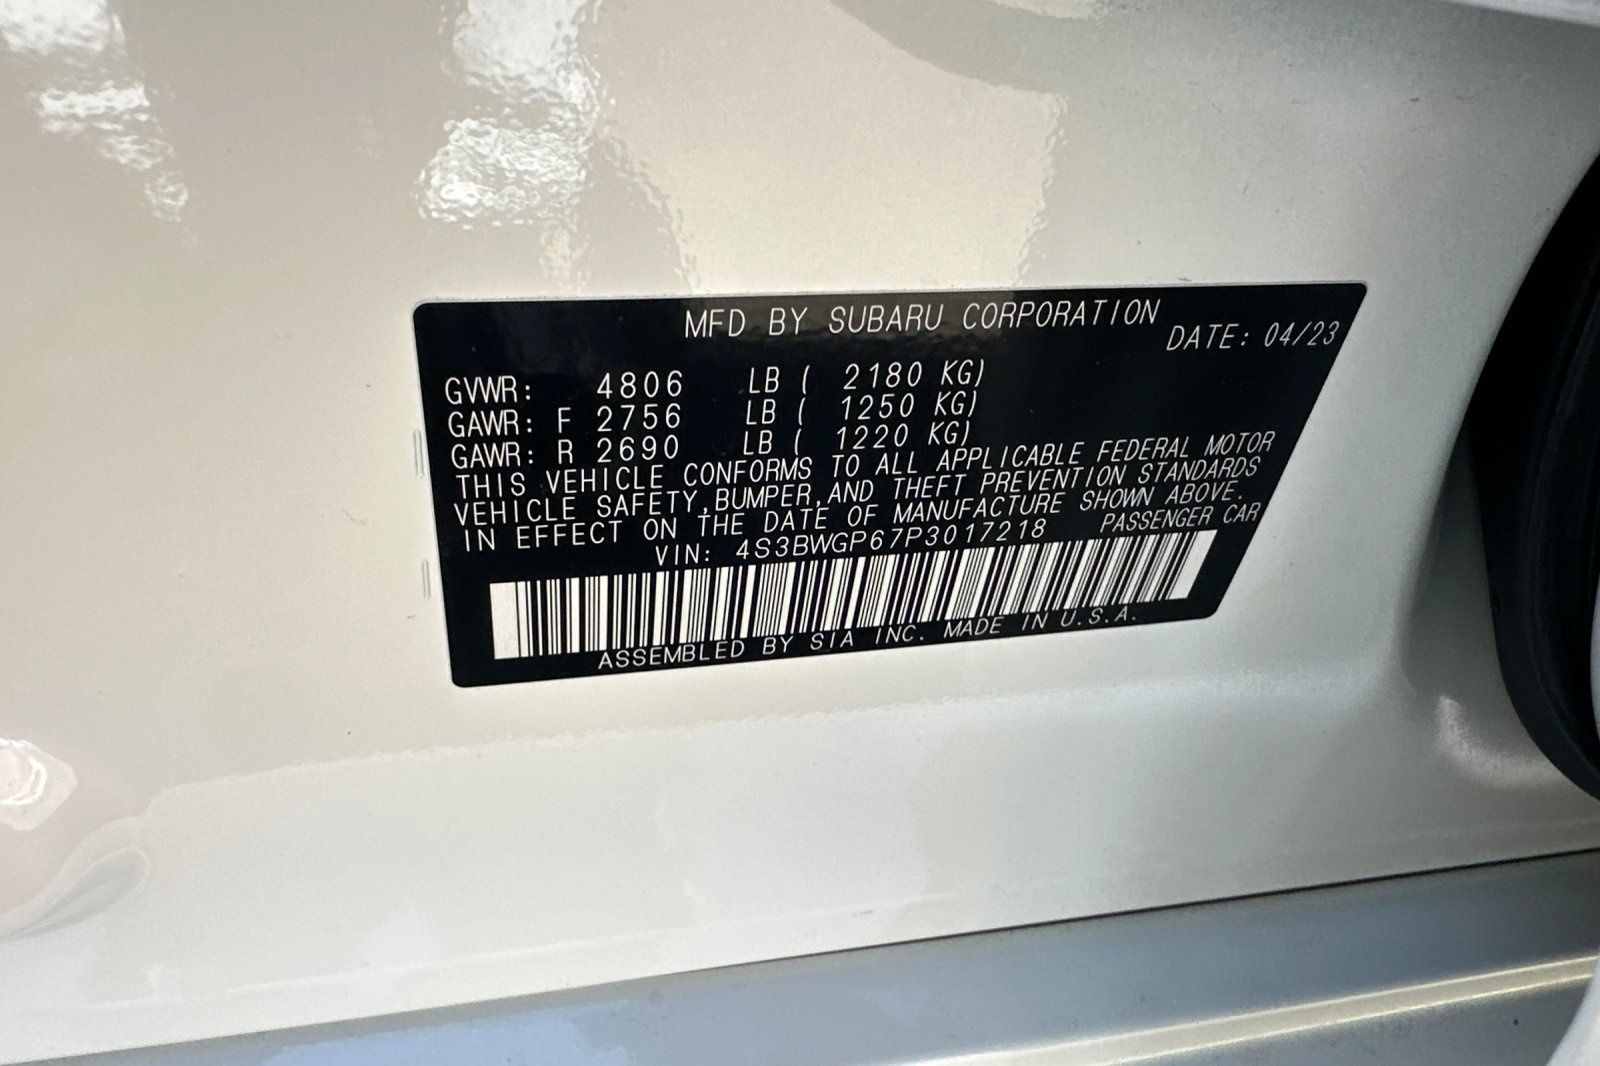 MFD BY SUBARU CORPORATION
DATE: 04/23
GVWR: 4806 LB ( 2180 KG)
GAWR: F 2756 LB ( 1250 KG)
GAWR: R 2690 LB ( 1220 KG)
THIS VEHICLE CONFORMS TO ALL APPLICABLE FEDERAL MOTOR
VEHICLE SAFETY,BUMPER,AND THEFT PREVENTION STANDARDS
IN EFFECT ON THE DATE OF MANUFACTURE SHOWN ABOVE.
VIN: 4S3BWGP67P3017218 PASSENGER CAR
ASSEMBLED BY SIA INC. MADE IN U.S.A.